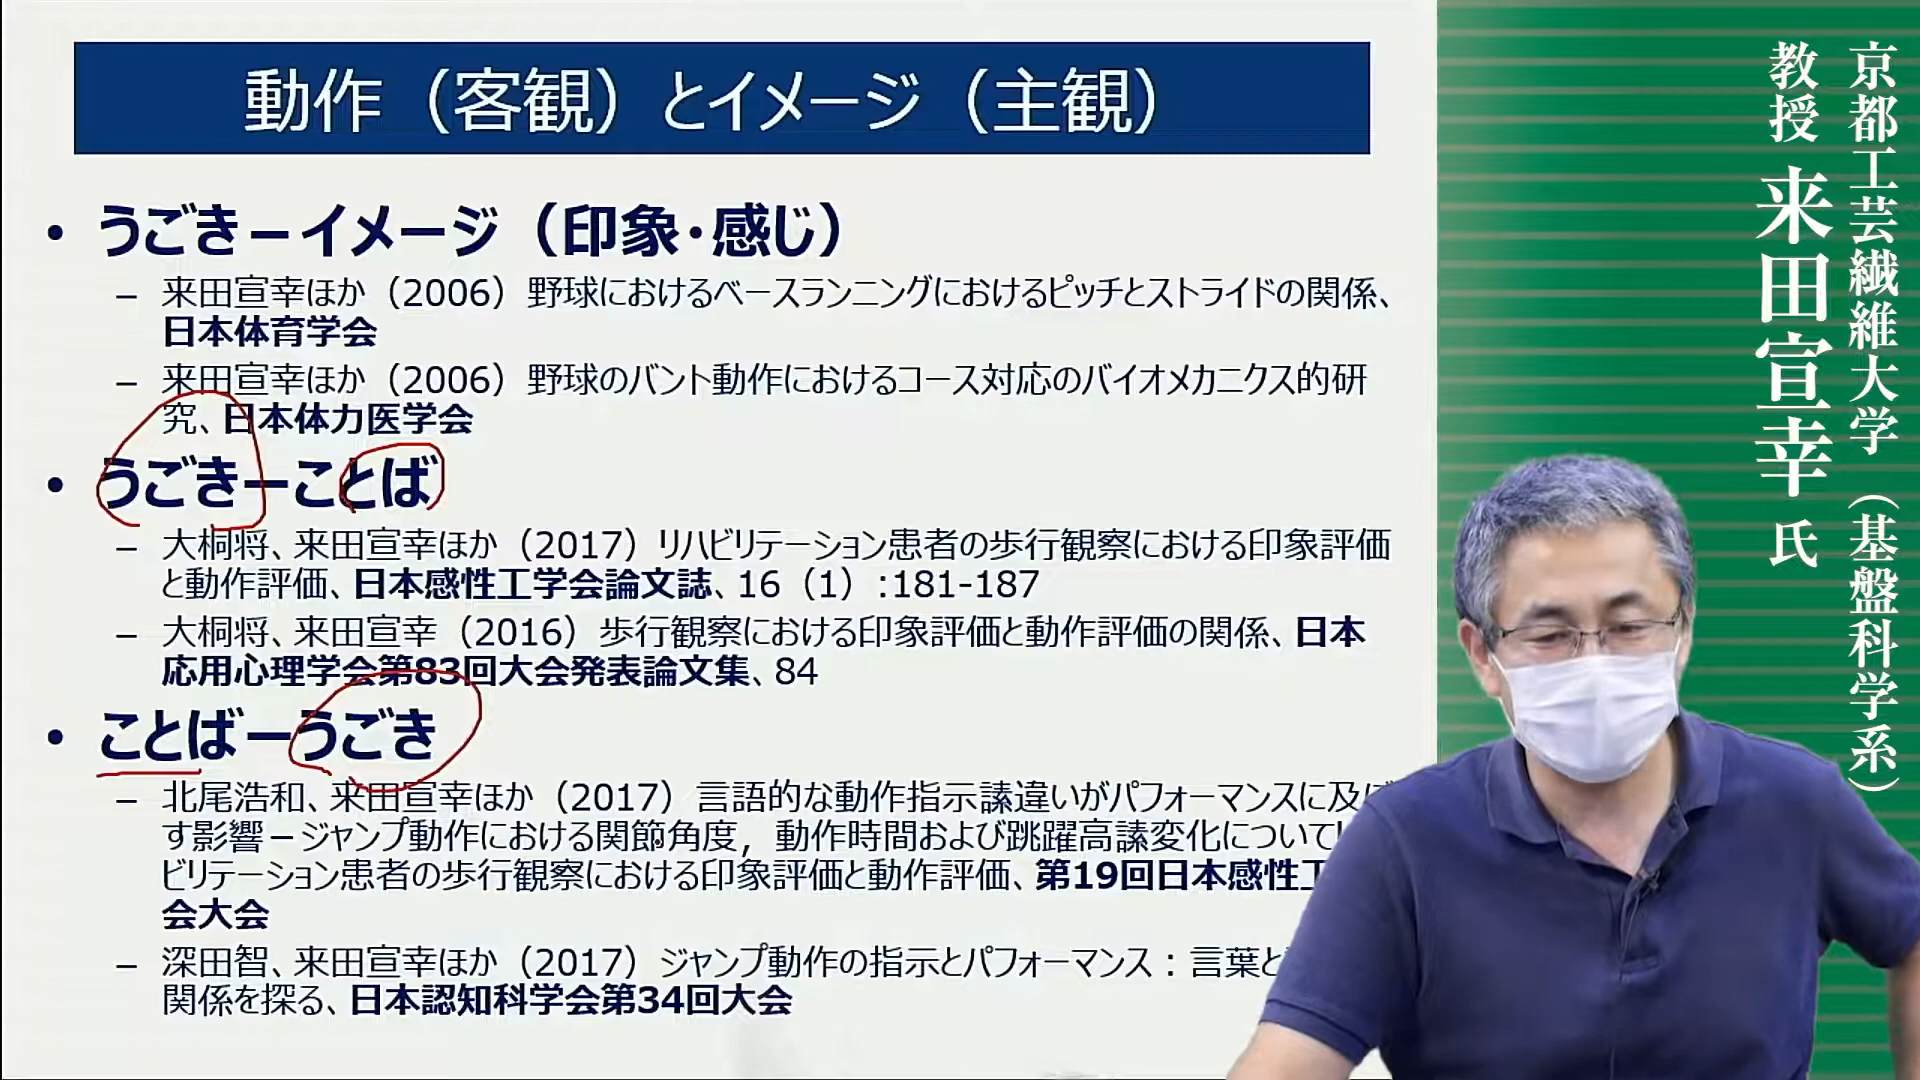 動作（客観）とイメージ（主観）
• うごき－イメージ（印象・感じ）
– 来田宣幸ほか（2006）野球におけるベースランニングにおけるピッチとストライドの関係、
日本体育学会
– 来田宣幸ほか（2006）野球のバント動作におけるコース対応のバイオメカニクス的研
究、日本体力医学会
• うごきーことば
– 大桐将、来田宣幸ほか（2017）リハビリテーション患者の歩行観察における印象評価
と動作評価、日本感性工学会論文誌、16（1）:181-187
– 大桐将、来田宣幸（2016）歩行観察における印象評価と動作評価の関係、日本
応用心理学会第83回大会発表論文集、84
• ことばーうごき
– 北尾浩和、来田宣幸ほか（2017）言語的な動作指示諘違いがパフォーマンスに及ば
す影響－ジャンプ動作における関節角度，動作時間および跳躍高諘変化について
ビリテーション患者の歩行観察における印象評価と動作評価、第19回日本感性工
会大会
– 深田智、来田宣幸ほか（2017）ジャンプ動作の指示とパフォーマンス：言葉と
関係を探る、日本認知科学会第34回大会
京都工芸繊維大学（基盤科学系）
教授 来田宣幸 氏